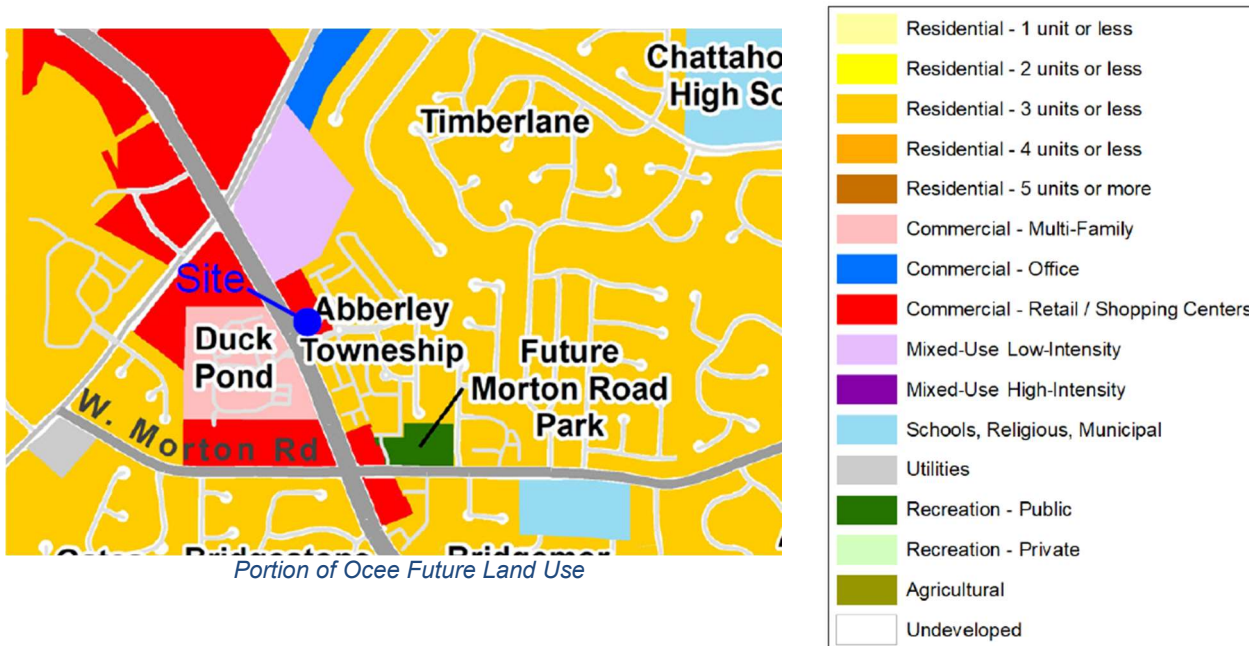 Chattaho
High Sc
Timberlane
Site
Abberley
Towneship
Duck
Pond
Future
Morton Road
Park
W. Morton Rd
Portion of Ocee Future Land Use
Residential - 1 unit or less
Residential - 2 units or less
Residential - 3 units or less
Residential - 4 units or less
Residential - 5 units or more
Commercial - Multi-Family
Commercial - Office
Commercial - Retail / Shopping Centers
Mixed-Use Low-Intensity
Mixed-Use High-Intensity
Schools, Religious, Municipal
Utilities
Recreation - Public
Recreation - Private
Agricultural
Undeveloped